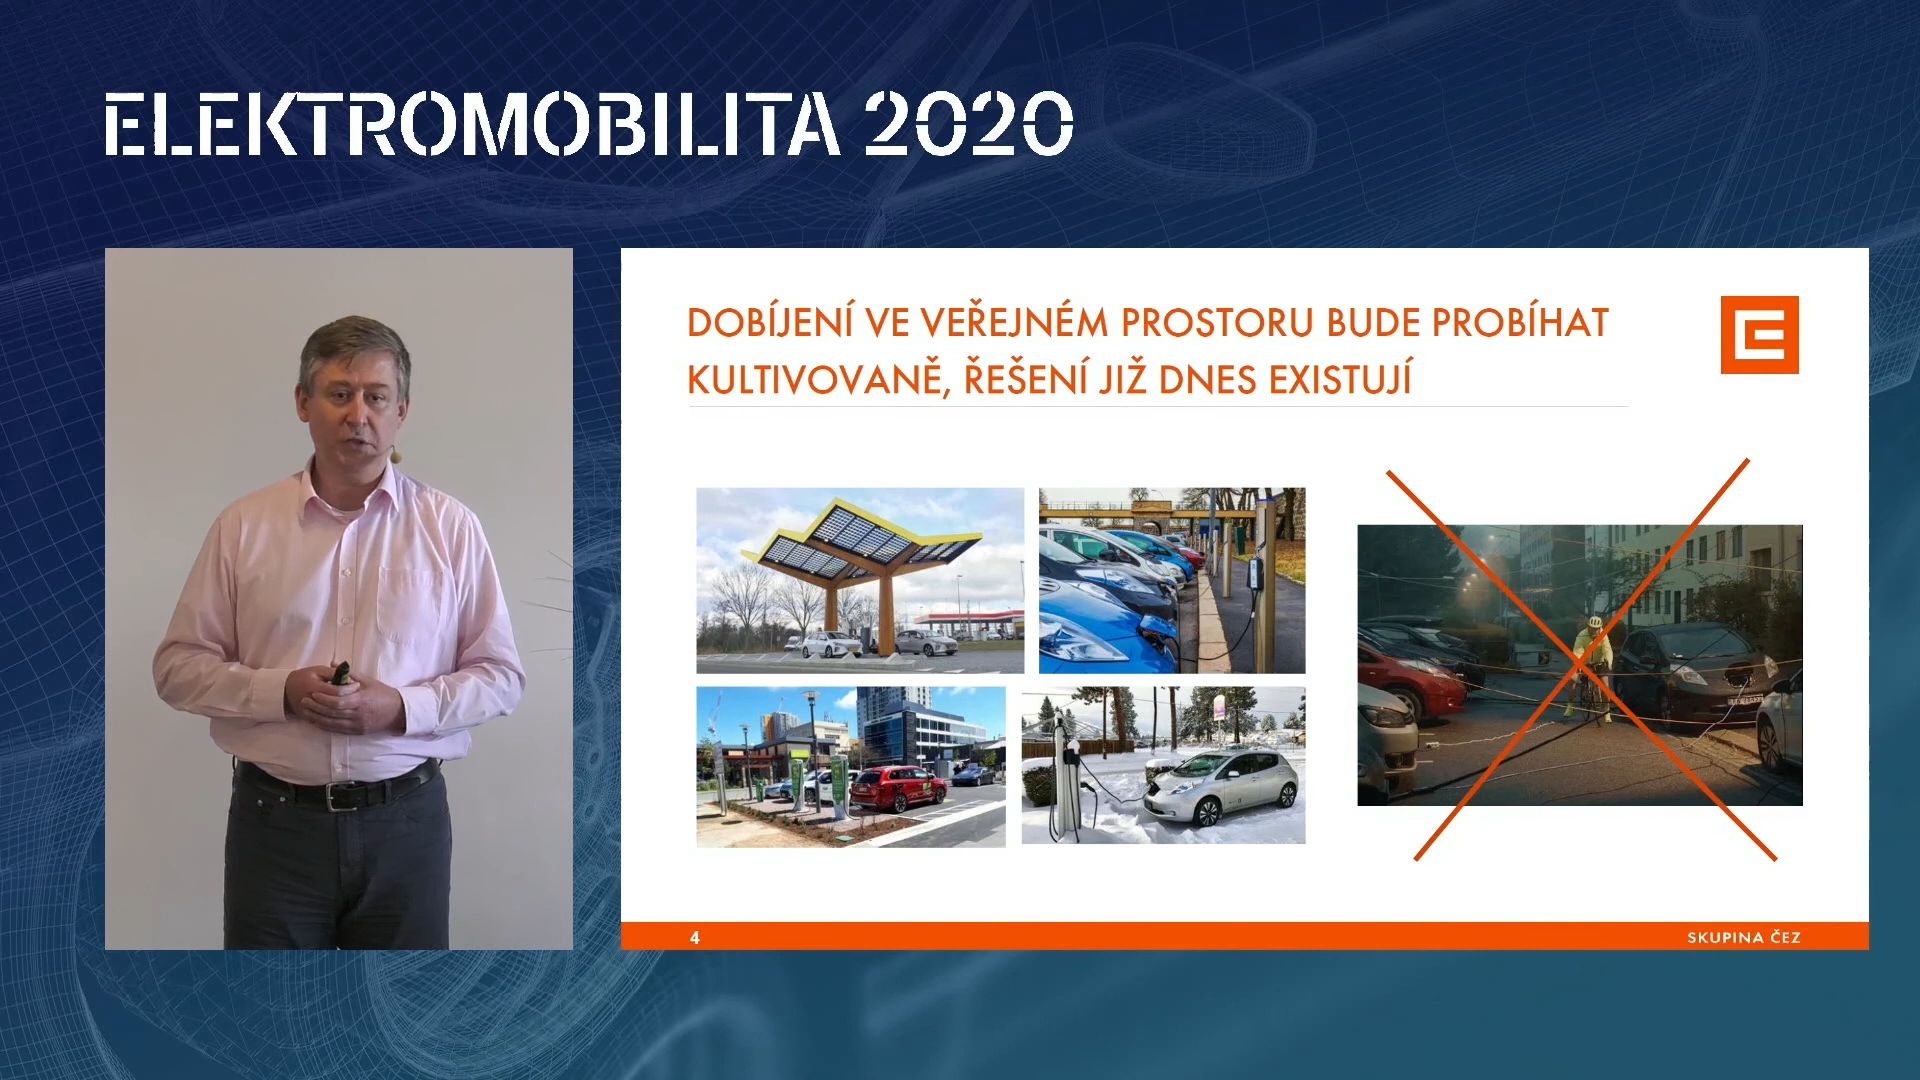 ELEKTROMOBILITA 2020
DOBÍJENÍ VE VEŘEJNÉM PROSTORU BUDE PROBÍHAT
KULTIVOVANĚ, ŘEŠENÍ JIŽ DNES EXISTUJÍ
4
SKUPINA ČEZ